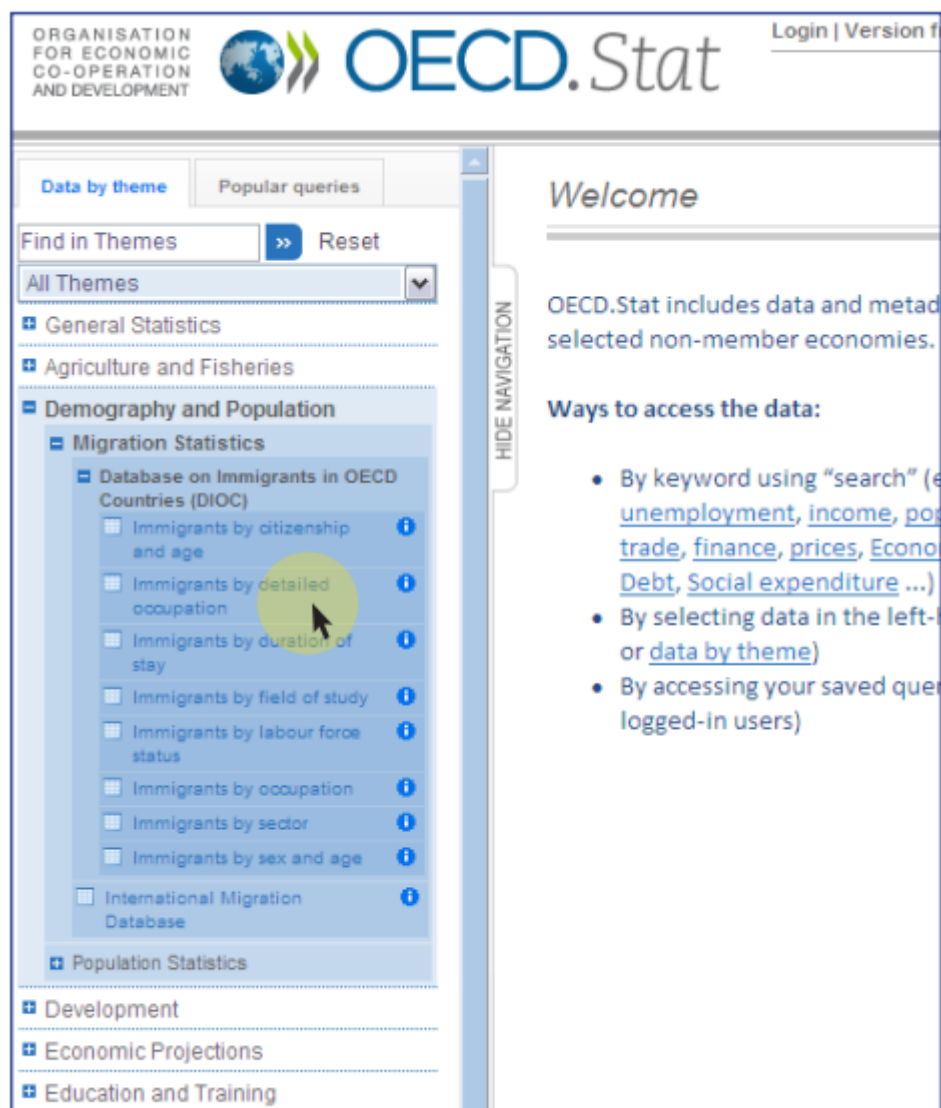 ORGANISATION
FOR ECONOMIC
CO-OPERATION
AND DEVELOPMENT
OECD.Stat
Login | Version
Data by theme
Popular queries
Find in Themes
»
Reset
All Themes
General Statistics
Agriculture and Fisheries
Demography and Population
Migration Statistics
Database on Immigrants in OECD
Countries (DIOC)
Immigrants by citizenship
and age
Immigrants by detailed
occupation
Immigrants by duration of
stay
Immigrants by field of study
Immigrants by labour force
status
Immigrants by occupation
Immigrants by sector
Immigrants by sex and age
International Migration
Database
Population Statistics
Development
Economic Projections
Education and Training
HIDE NAVIGATION
Welcome
OECD.Stat includes data and metad
selected non-member economies.
Ways to access the data:
• By keyword using “search” (e
unemployment, income, pop
trade, finance, prices, Econo
Debt, Social expenditure ...)
• By selecting data in the left-
or data by theme)
• By accessing your saved quer
logged-in users)